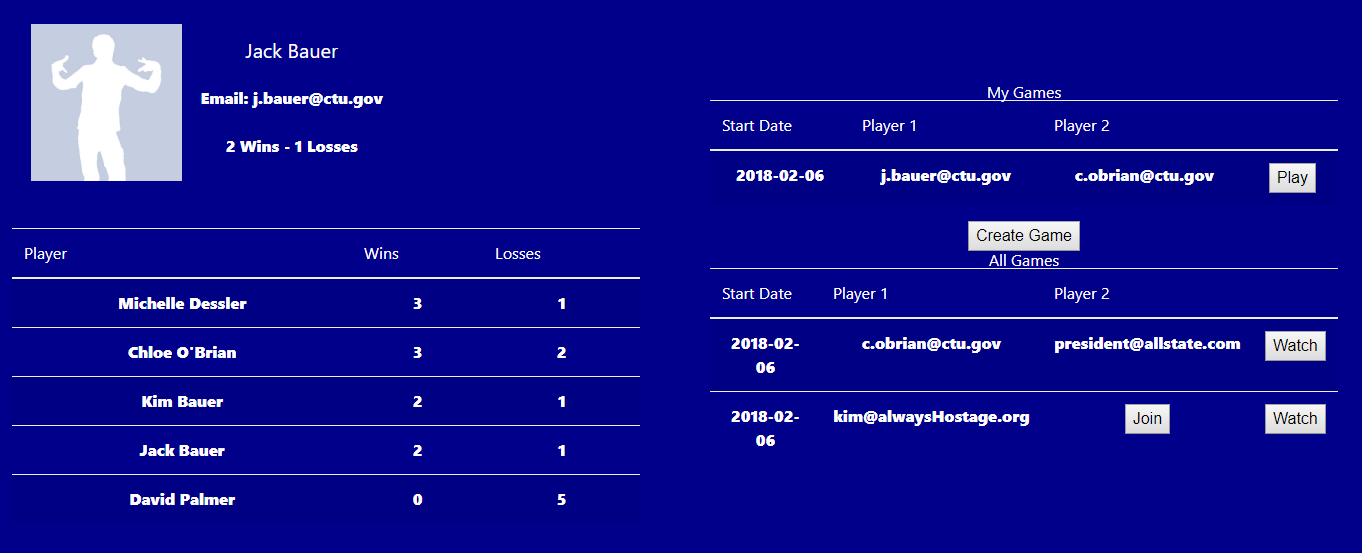 Jack Bauer
Email: j.bauer@ctu.gov
2 Wins - 1 Losses
Player Wins Losses
Michelle Dessler 3 1
Chloe O'Brian 3 2
Kim Bauer 2 1
Jack Bauer 2 1
David Palmer 0 5
My Games
Start Date Player 1 Player 2
2018-02-06 j.bauer@ctu.gov c.obrian@ctu.gov Play
Create Game
All Games
Start Date Player 1 Player 2
2018-02- c.obrian@ctu.gov president@allstate.com Watch
06
2018-02- kim@alwaysHostage.org Join Watch
06